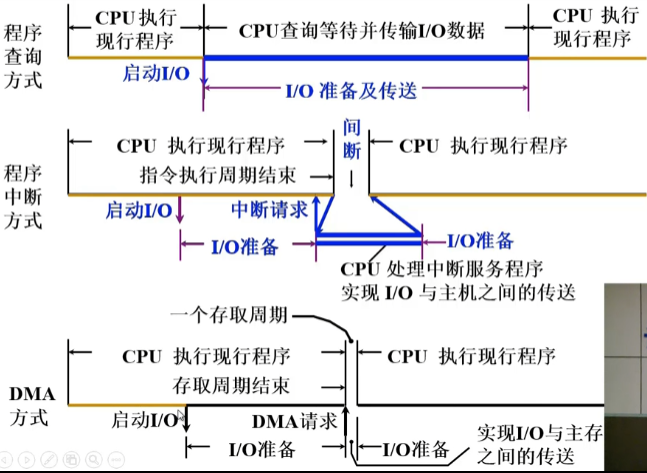 程序
查询
方式
CPU 执行
现行程序
CPU查询等待并传输I/O数据
CPU 执行
现行程序
启动I/O
I/O 准备及传送
程序
中断
方式
CPU 执行现行程序
间
断
CPU 执行现行程序
指令执行周期结束
启动I/O
中断请求
I/O准备
I/O准备
CPU 处理中断服务程序
实现 I/O 与主机之间的传送
一个存取周期
DMA
方式
CPU 执行现行程序
CPU 执行现行程序
存取周期结束
启动I/O
DMA请求
I/O准备
I/O准备
实现I/O与主存
之间的传送